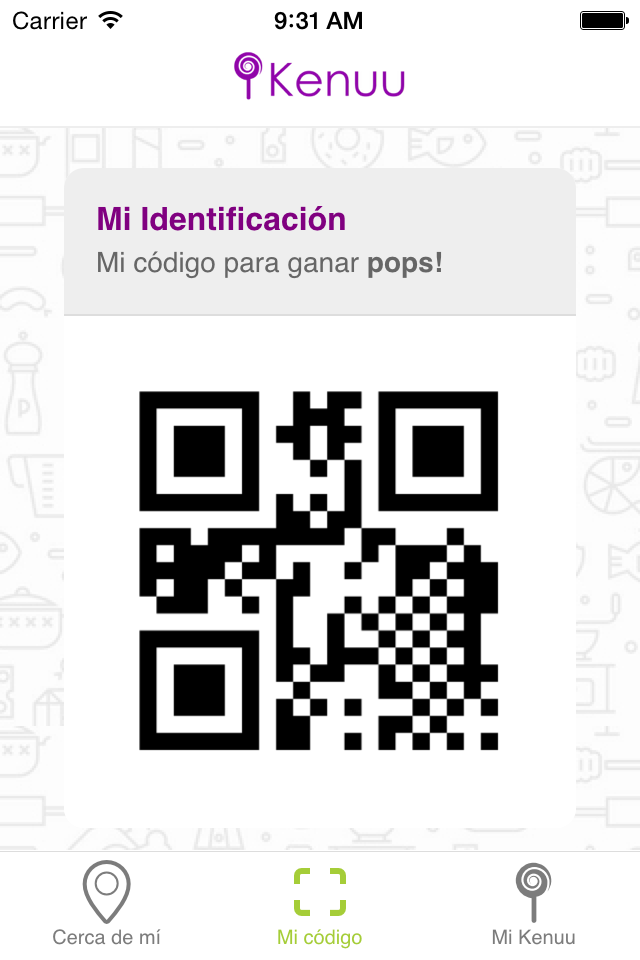 Carrier 9:31 AM
Kenuu
Mi Identificación
Mi código para ganar pops!
P
Cerca de mí Mi código Mi Kenuu